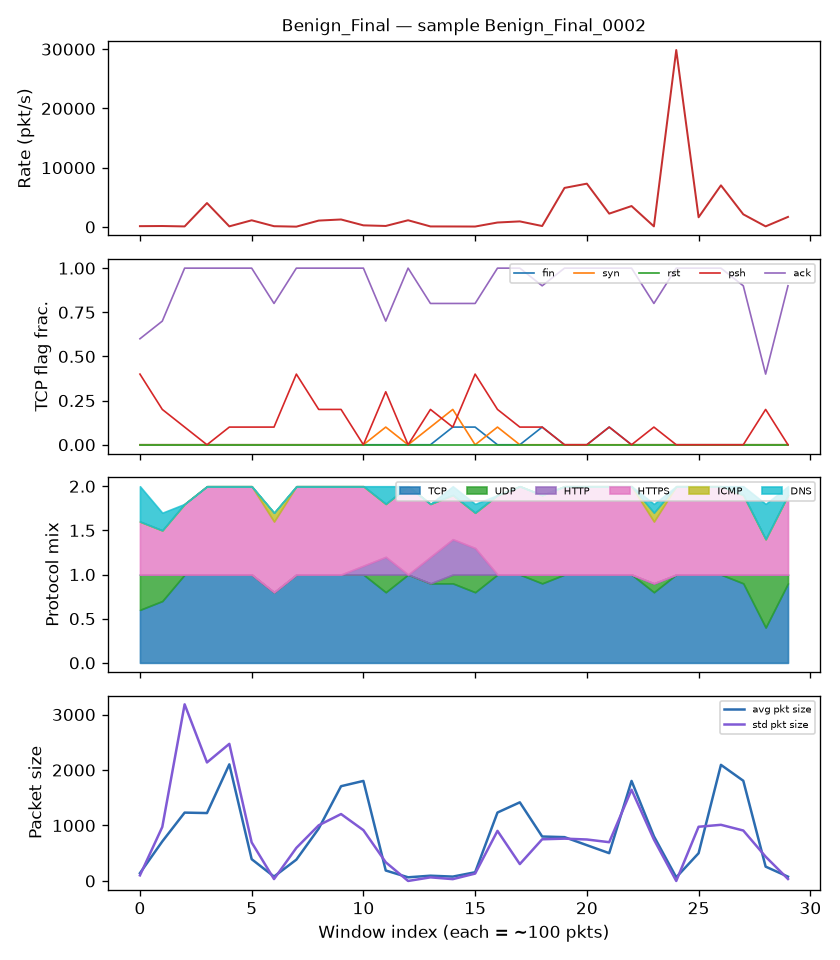 Benign_Final — sample Benign_Final_0002
30000
20000
10000
0
Rate (pkt/s)
1.00
0.75
0.50
0.25
0.00
TCP flag frac.
fin syn rst psh ack
2.0
1.5
1.0
0.5
0.0
Protocol mix
TCP UDP HTTP HTTPS ICMP DNS
3000
2000
1000
0
Packet size
avg pkt size
std pkt size
0 5 10 15 20 25 30
Window index (each = ~100 pkts)